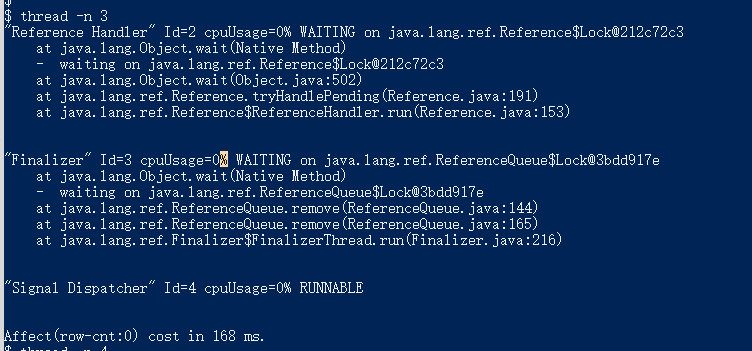 $
$ thread -n 3
"Reference Handler" Id=2 cpuUsage=0% WAITING on java.lang.ref.Reference$Lock@212c72c3
    at java.lang.Object.wait(Native Method)
    -  waiting on java.lang.ref.Reference$Lock@212c72c3
    at java.lang.Object.wait(Object.java:502)
    at java.lang.ref.Reference.tryHandlePending(Reference.java:191)
    at java.lang.ref.Reference$ReferenceHandler.run(Reference.java:153)
"Finalizer" Id=3 cpuUsage=0% WAITING on java.lang.ref.ReferenceQueue$Lock@3bdd917e
    at java.lang.Object.wait(Native Method)
    -  waiting on java.lang.ref.ReferenceQueue$Lock@3bdd917e
    at java.lang.ref.ReferenceQueue.remove(ReferenceQueue.java:144)
    at java.lang.ref.ReferenceQueue.remove(ReferenceQueue.java:165)
    at java.lang.ref.Finalizer$FinalizerThread.run(Finalizer.java:216)
"Signal Dispatcher" Id=4 cpuUsage=0% RUNNABLE
Affect(row-cnt:0) cost in 168 ms.
$ thread -n 4